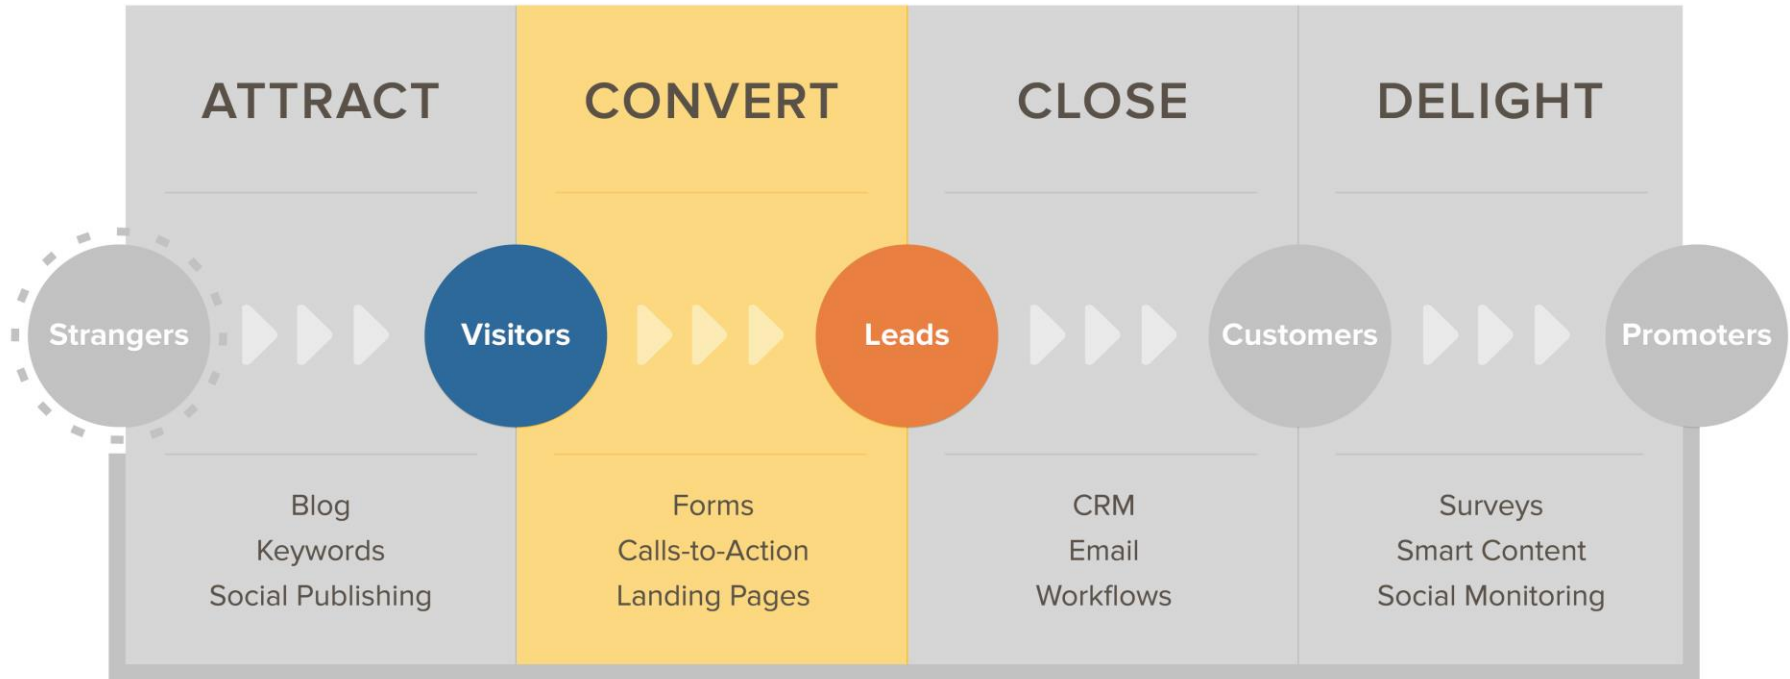 ATTRACT
CONVERT
CLOSE
DELIGHT
Strangers
Visitors
Leads
Customers
Promoters
Blog
Keywords
Social Publishing
Forms
Calls-to-Action
Landing Pages
CRM
Email
Workflows
Surveys
Smart Content
Social Monitoring